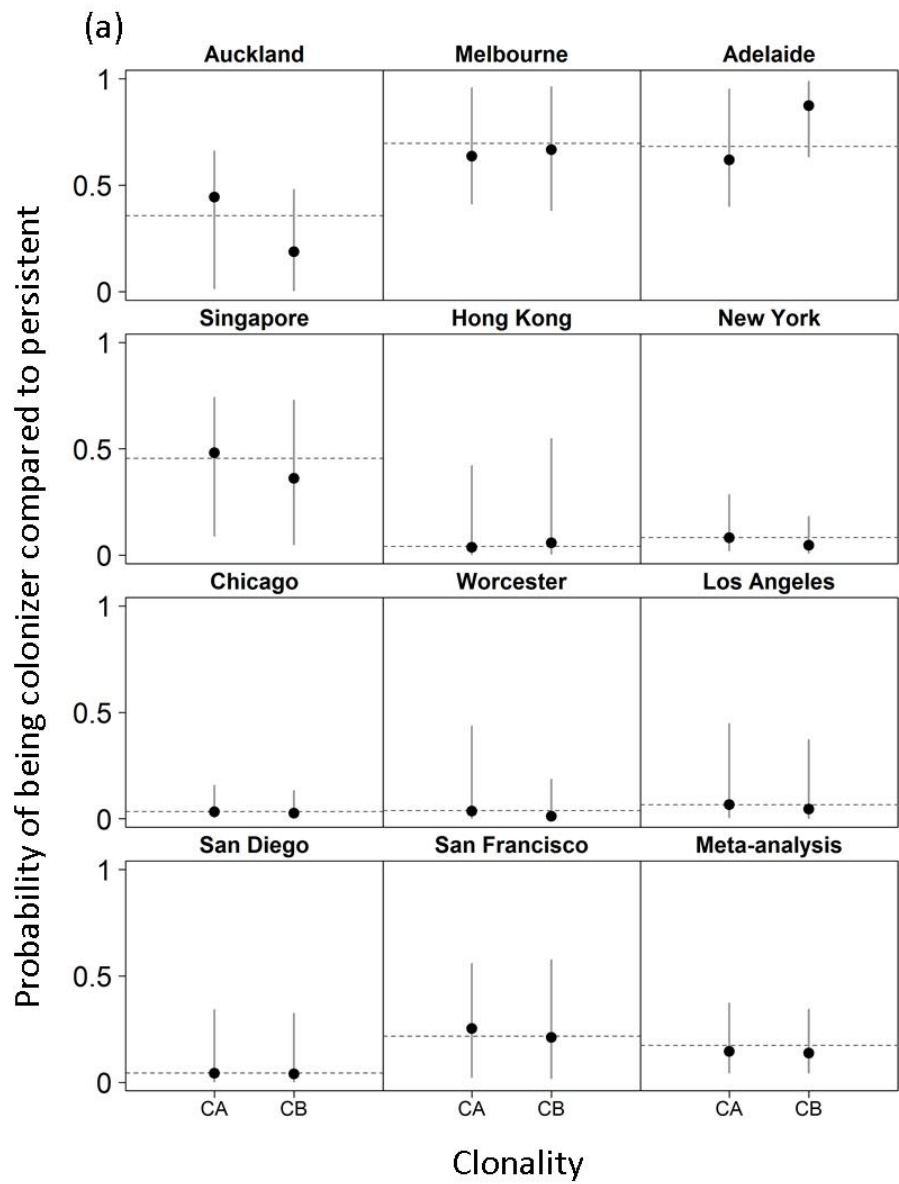 (a)
Auckland Melbourne Adelaide
1
0.5
0
Singapore Hong Kong New York
1
0.5
0
Chicago Worcester Los Angeles
1
0.5
0
San Diego San Francisco Meta-analysis
1
0.5
0
CA CB CA CB CA CB
Clonality
Probability of being colonizer compared to persistent